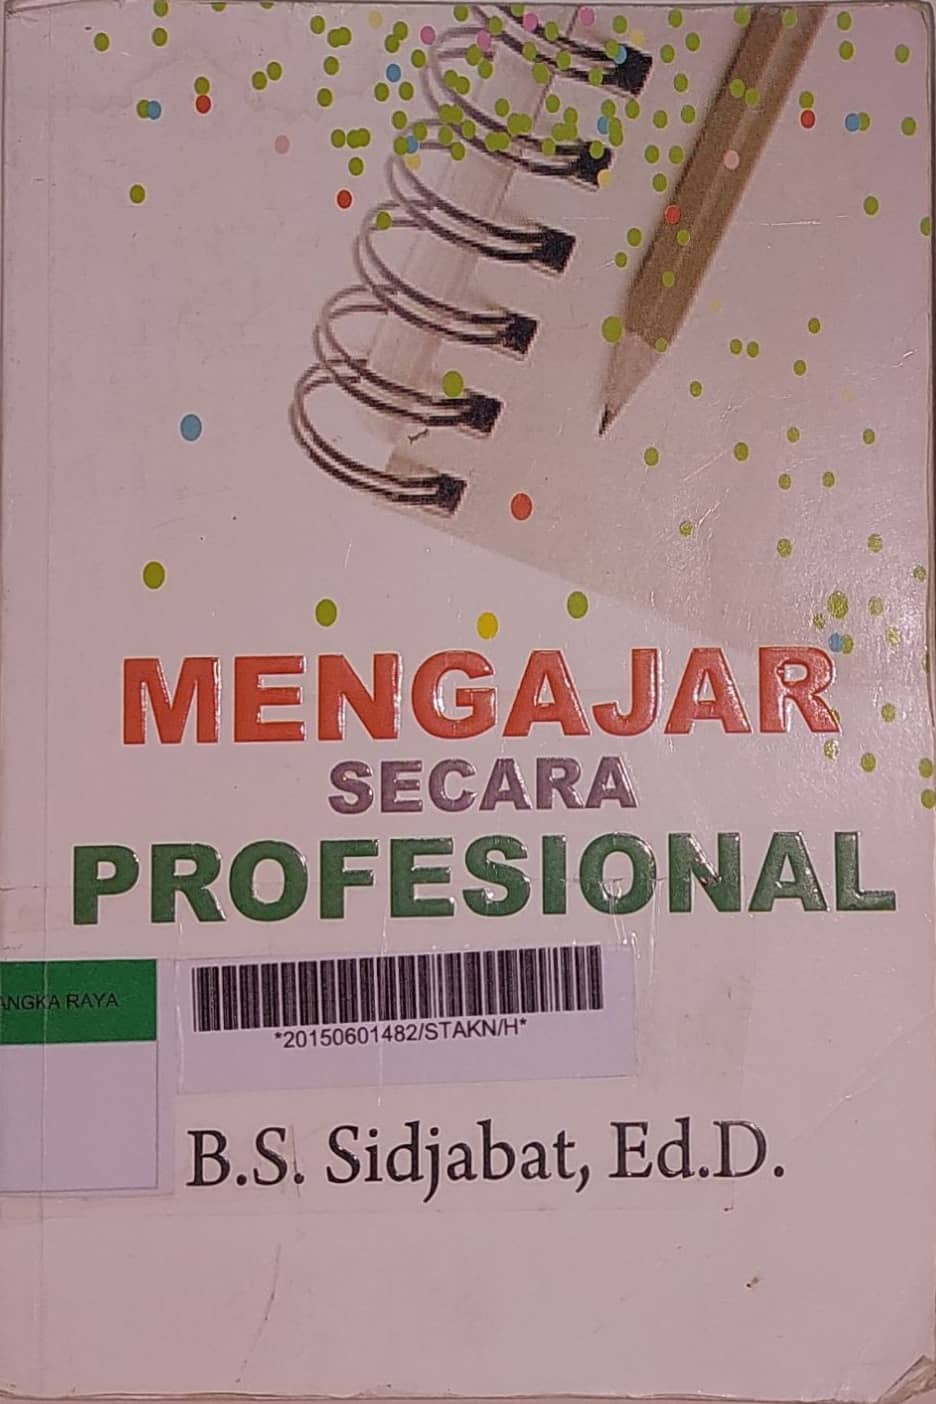 MENGAJAR
SECARA
PROFESIONAL
ANGKA RAYA
*20150601482/STAKN/H*
B.S. Sidjabat, Ed.D.